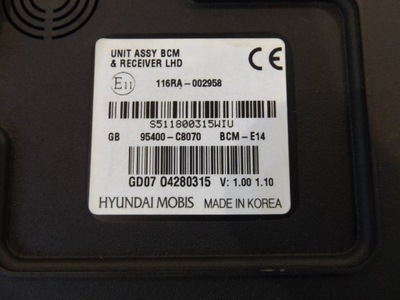 UNIT ASSY BCM
& RECEIVER LHD
CE
E11
116RA-002958
S511800315WIU
GB 95400-C8070 BCM-E14
GD07 04280315 V: 1.00 1.10
HYUNDAI MOBIS MADE IN KOREA